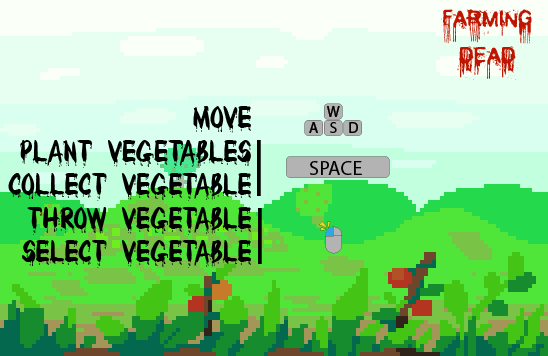 FARMING
DEAD
MOVE
W
A S D
PLANT VEGETABLES
COLLECT VEGETABLE
SPACE
THROW VEGETABLE
SELECT VEGETABLE